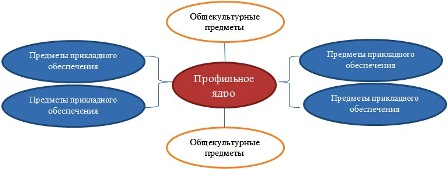 Общекультурные
предметы
Предметы прикладного
обеспечения
Предметы прикладного
обеспечения
Профильное
ядро
Предметы прикладного
обеспечения
Предметы прикладного
обеспечения
Общекультурные
предметы